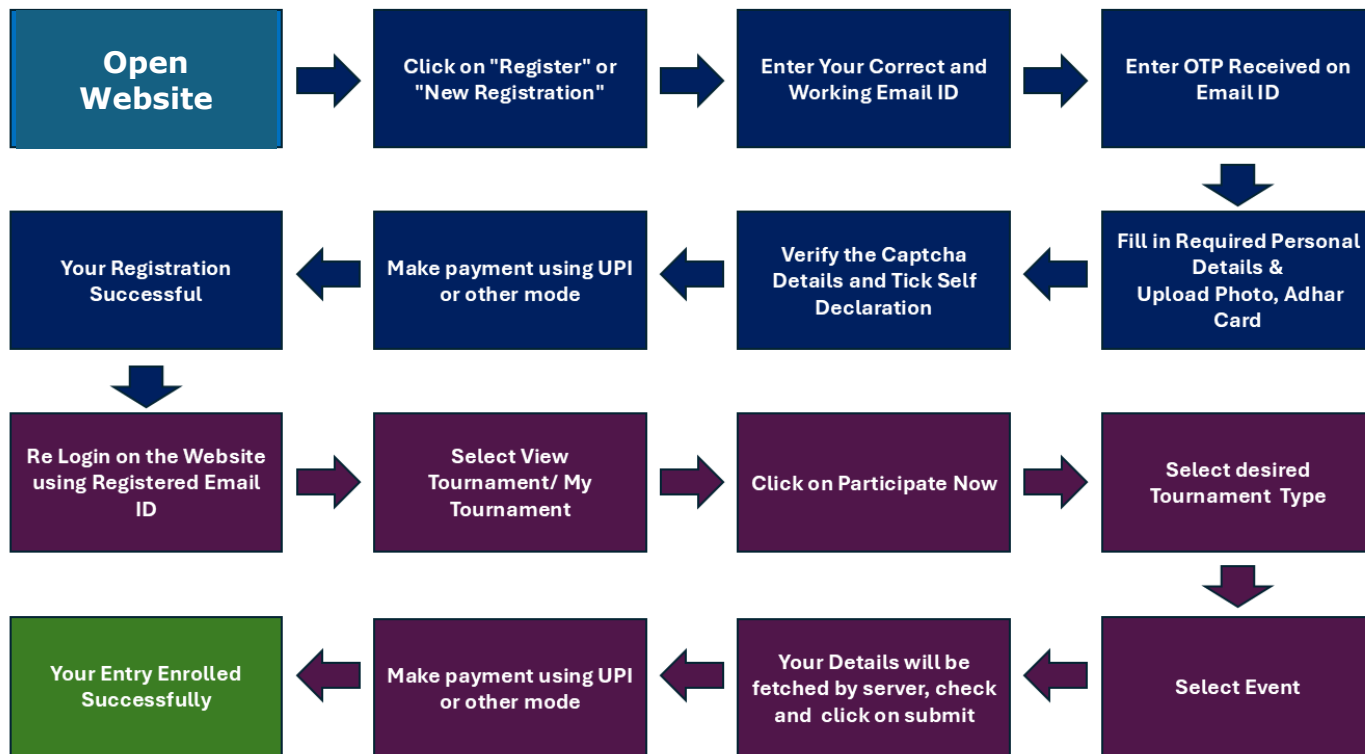 Open
Website
Click on "Register" or
"New Registration"
Enter Your Correct and
Working Email ID
Enter OTP Received on
Email ID
Fill in Required Personal
Details &
Upload Photo, Adhar
Card
Verify the Captcha
Details and Tick Self
Declaration
Make payment using UPI
or other mode
Your Registration
Successful
Re Login on the Website
using Registered Email
ID
Select View
Tournament/ My
Tournament
Click on Participate Now
Select desired
Tournament Type
Select Event
Your Details will be
fetched by server, check
and click on submit
Make payment using UPI
or other mode
Your Entry Enrolled
Successfully